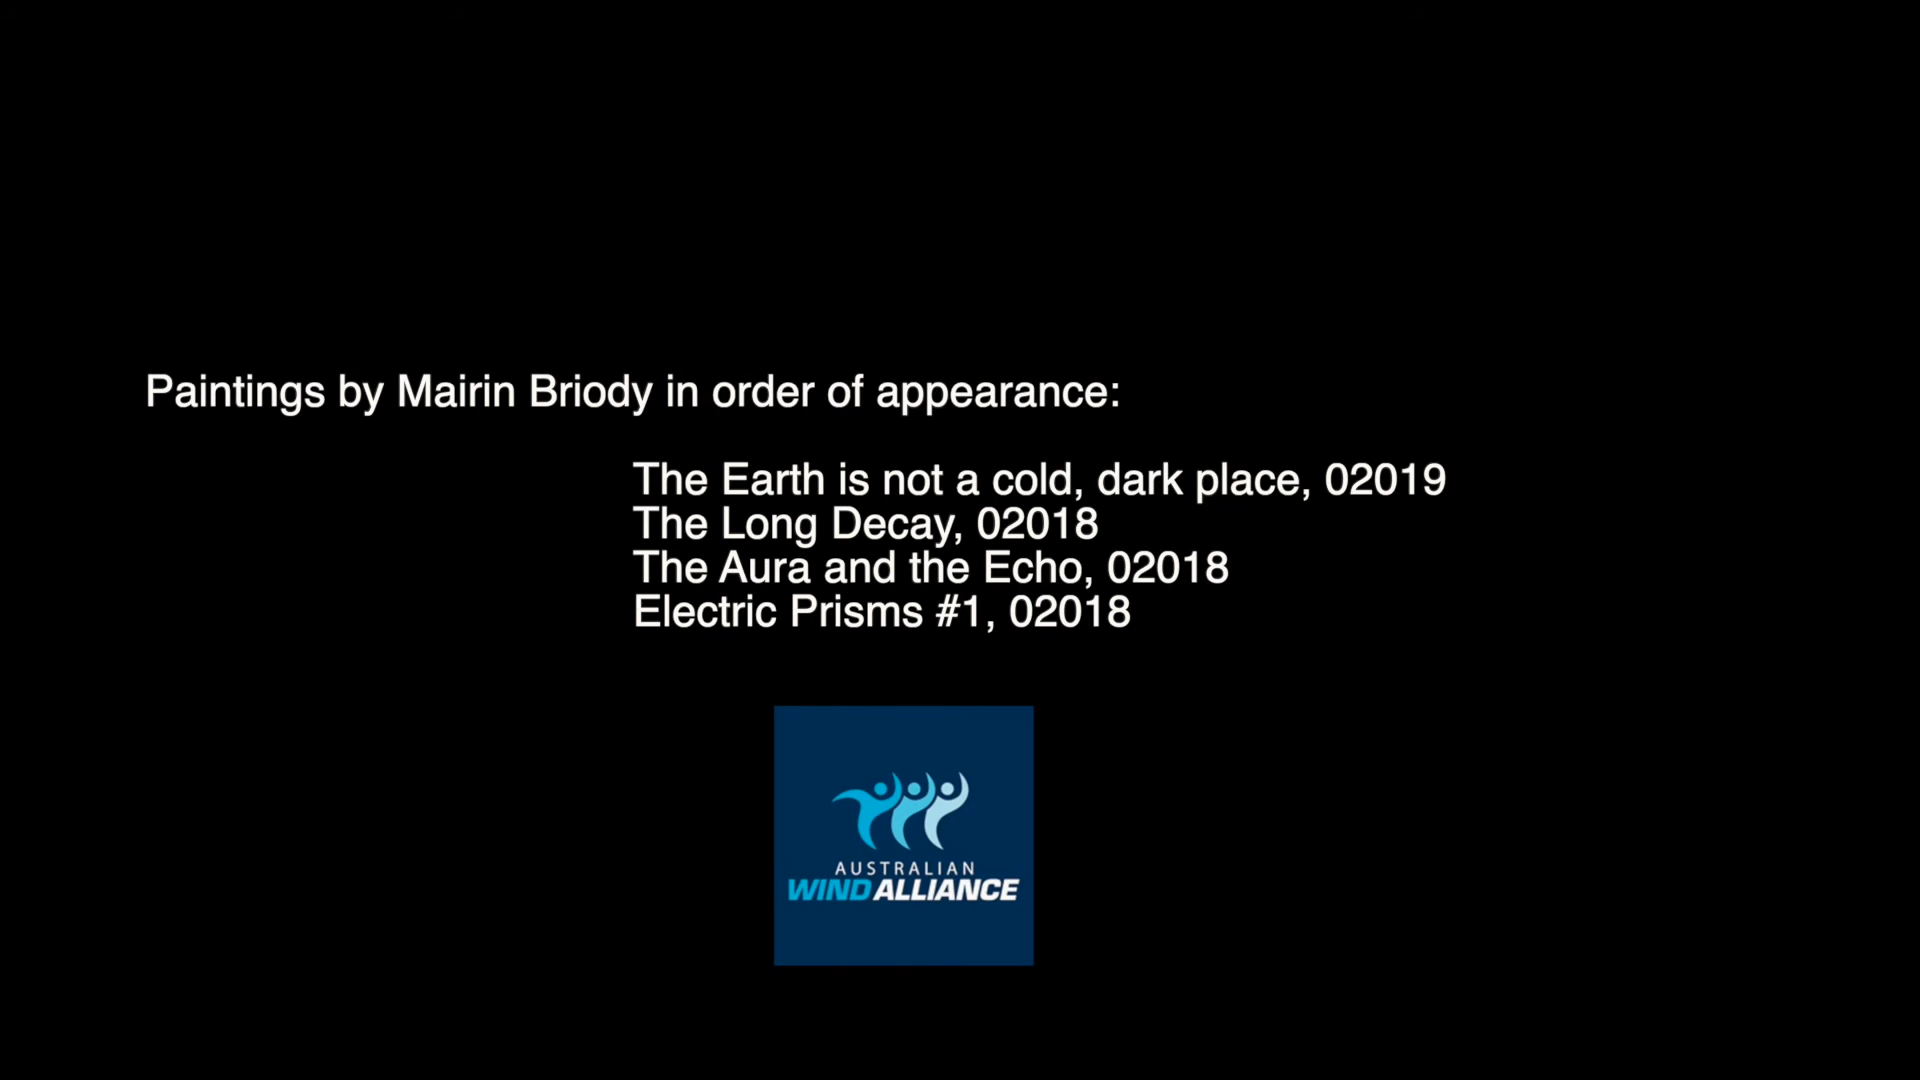 Paintings by Mairin Briody in order of appearance:
The Earth is not a cold, dark place, 02019
The Long Decay, 02018
The Aura and the Echo, 02018
Electric Prisms #1, 02018
AUSTRALIAN
WIND ALLIANCE